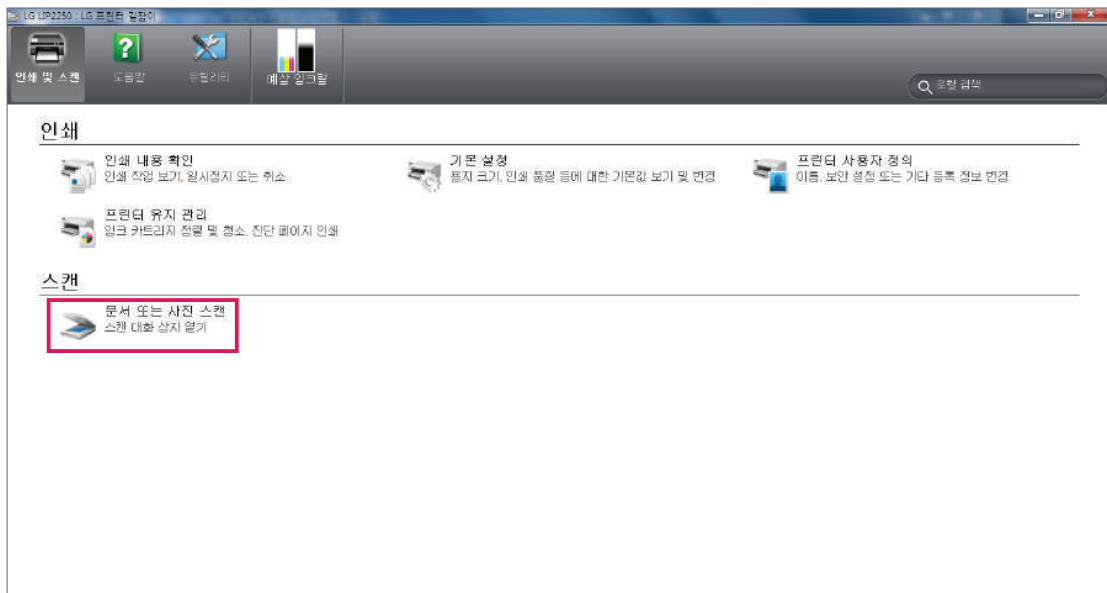 LG LIP2250 : LG 프린터 길잡이
인쇄 및 스캔
도움말
유틸리티
예상 잉크량
로컬 검색
인쇄
인쇄 내용 확인
인쇄 작업 보기, 일시정지 또는 취소
기본 설정
용지 크기, 인쇄 품질 등에 대한 기본값 보기 및 변경
프린터 사용자 정의
이름, 보안 설정 또는 기타 등록 정보 변경
프린터 유지 관리
잉크 카트리지 정렬 및 청소, 진단 페이지 인쇄
스캔
문서 또는 사진 스캔
스캔 대화 상자 열기